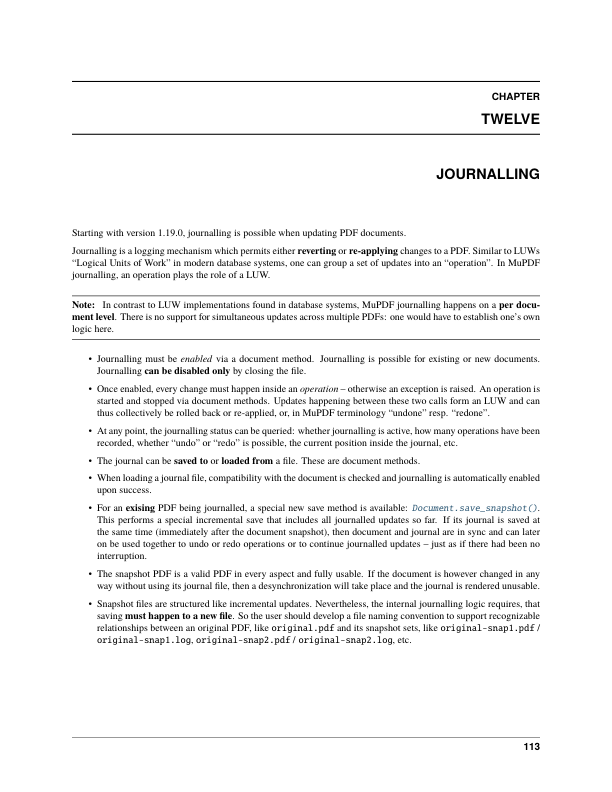 CHAPTER
TWELVE
JOURNALLING
Starting with version 1.19.0, journalling is possible when updating PDF documents.
Journalling is a logging mechanism which permits either reverting or re-applying changes to a PDF. Similar to LUWs
“Logical Units of Work” in modern database systems, one can group a set of updates into an “operation”. In MuPDF
journalling, an operation plays the role of a LUW.
Note: In contrast to LUW implementations found in database systems, MuPDF journalling happens on a per docu-
ment level. There is no support for simultaneous updates across multiple PDFs: one would have to establish one's own
logic here.
• Journalling must be enabled via a document method. Journalling is possible for existing or new documents.
Journalling can be disabled only by closing the file.
• Once enabled, every change must happen inside an operation – otherwise an exception is raised. An operation is
started and stopped via document methods. Updates happening between these two calls form an LUW and can
thus collectively be rolled back or re-applied, or, in MuPDF terminology “undone” resp. “redone”.
• At any point, the journalling status can be queried: whether journalling is active, how many operations have been
recorded, whether “undo” or “redo” is possible, the current position inside the journal, etc.
• The journal can be saved to or loaded from a file. These are document methods.
• When loading a journal file, compatibility with the document is checked and journalling is automatically enabled
upon success.
• For an exising PDF being journalled, a special new save method is available: Document.save_snapshot().
This performs a special incremental save that includes all journalled updates so far. If its journal is saved at
the same time (immediately after the document snapshot), then document and journal are in sync and can later
on be used together to undo or redo operations or to continue journalled updates – just as if there had been no
interruption.
• The snapshot PDF is a valid PDF in every aspect and fully usable. If the document is however changed in any
way without using its journal file, then a desynchronization will take place and the journal is rendered unusable.
• Snapshot files are structured like incremental updates. Nevertheless, the internal journalling logic requires, that
saving must happen to a new file. So the user should develop a file naming convention to support recognizable
relationships between an original PDF, like original.pdf and its snapshot sets, like original-snap1.pdf /
original-snap1.log, original-snap2.pdf / original-snap2.log, etc.
113